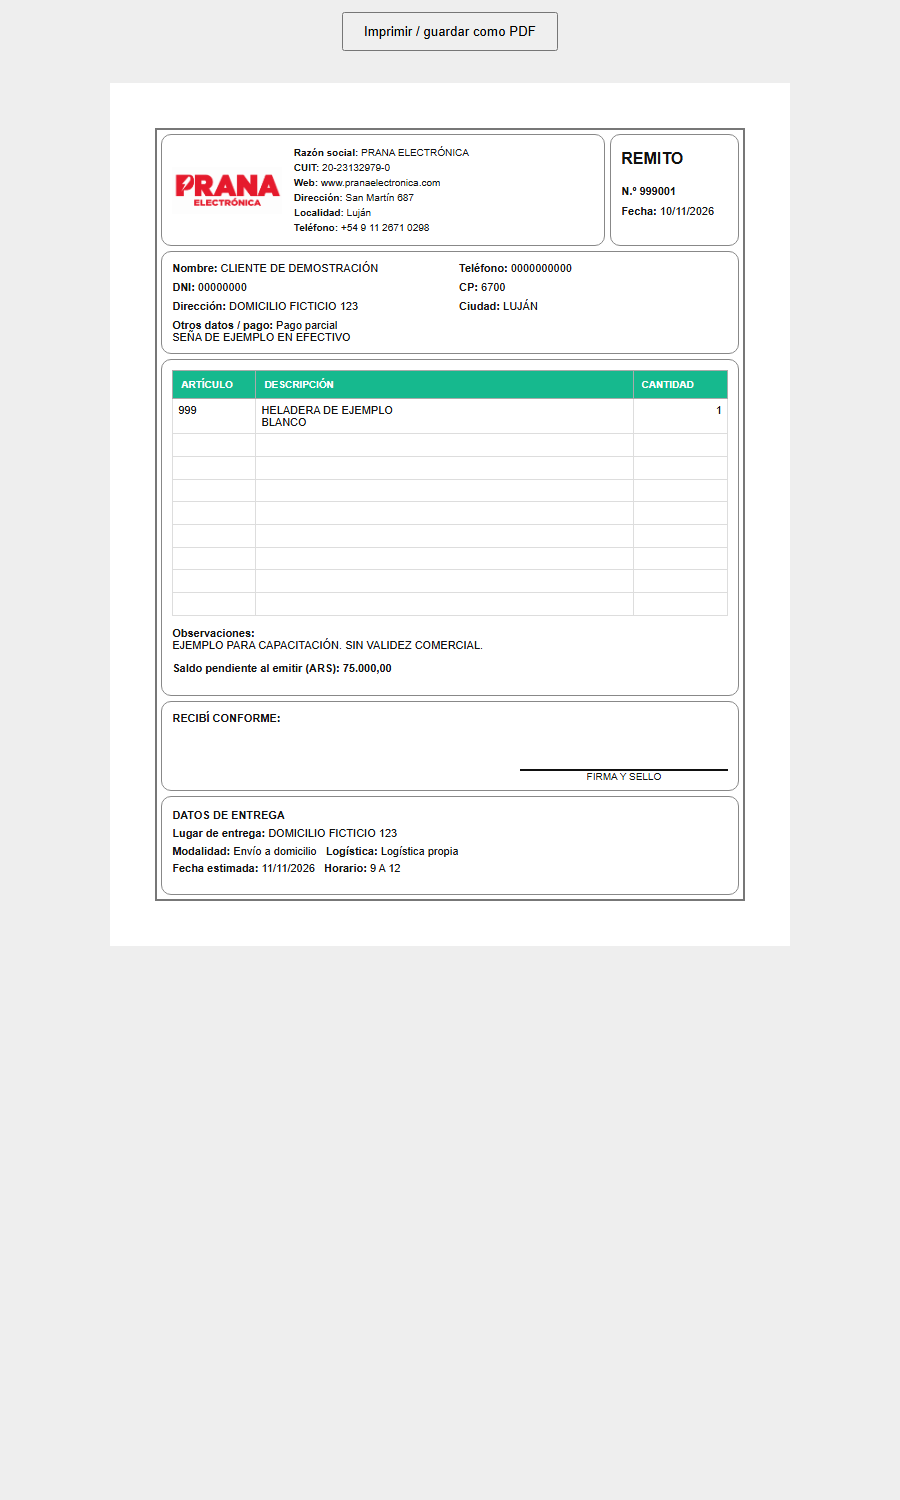 Imprimir / guardar como PDF
PRANA
ELECTRÓNICA
Razón social: PRANA ELECTRÓNICA
CUIT: 20-23132979-0
Web: www.pranaelectronica.com
Dirección: San Martín 687
Localidad: Luján
Teléfono: +54 9 11 2671 0298
REMITO
N.º 999001
Fecha: 10/11/2026
Nombre: CLIENTE DE DEMOSTRACIÓN Teléfono: 0000000000
DNI: 00000000 CP: 6700
Dirección: DOMICILIO FICTICIO 123 Ciudad: LUJÁN
Otros datos / pago: Pago parcial
SEÑA DE EJEMPLO EN EFECTIVO
ARTÍCULO DESCRIPCIÓN CANTIDAD
999 HELADERA DE EJEMPLO 1
BLANCO
Observaciones:
EJEMPLO PARA CAPACITACIÓN. SIN VALIDEZ COMERCIAL.
Saldo pendiente al emitir (ARS): 75.000,00
RECIBÍ CONFORME:
FIRMA Y SELLO
DATOS DE ENTREGA
Lugar de entrega: DOMICILIO FICTICIO 123
Modalidad: Envío a domicilio Logística: Logística propia
Fecha estimada: 11/11/2026 Horario: 9 A 12